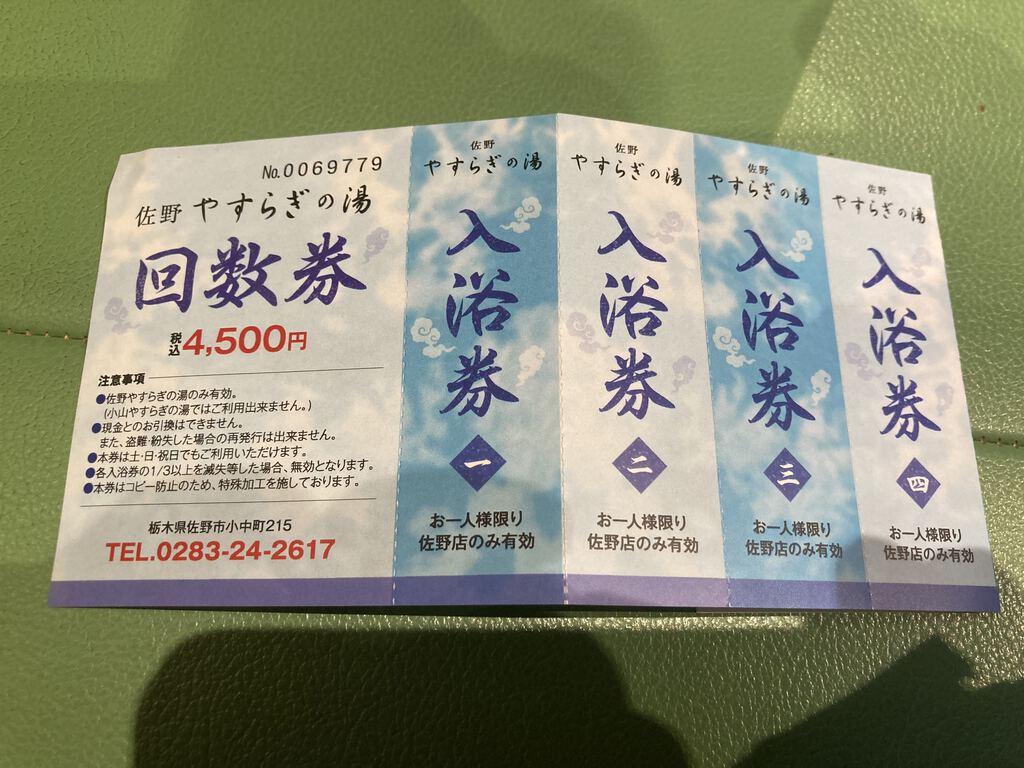 No.0069779
佐野 やすらぎの湯
回数券
税込4,500円
注意事項
●佐野やすらぎの湯のみ有効。
(小山やすらぎの湯ではご利用出来ません。)
●現金とのお引換はできません。
また、盗難・紛失した場合の再発行は出来ません。
●本券は土・日・祝日でもご利用いただけます。
●各入浴券の1/3以上を滅失等した場合、無効となります。
●本券はコピー防止のため、特殊加工を施しております。
栃木県佐野市小中町215
TEL.0283-24-2617
佐野
やすらぎの湯
入浴券
一
お一人様限り
佐野店のみ有効
佐野
やすらぎの湯
入浴券
二
お一人様限り
佐野店のみ有効
佐野
やすらぎの湯
入浴券
三
お一人様限り
佐野店のみ有効
佐野
やすらぎの湯
入浴券
四
お一人様限り
佐野店のみ有効